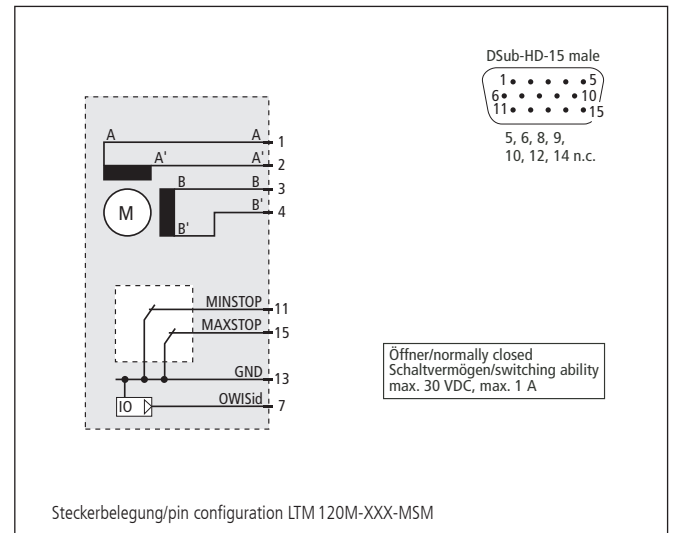 DSub-HD-15 male
1 5
6 10
11 15
5, 6, 8, 9,
10, 12, 14 n.c.
A A 1
A' A' 2
B B 3
M B' 4
B'
MINSTOP 11
MAXSTOP 15
GND 13
IO OWISid 7
Öffner/normally closed
Schaltvermögen/switching ability
max. 30 VDC, max. 1 A
Steckerbelegung/pin configuration LTM 120M-XXX-MSM